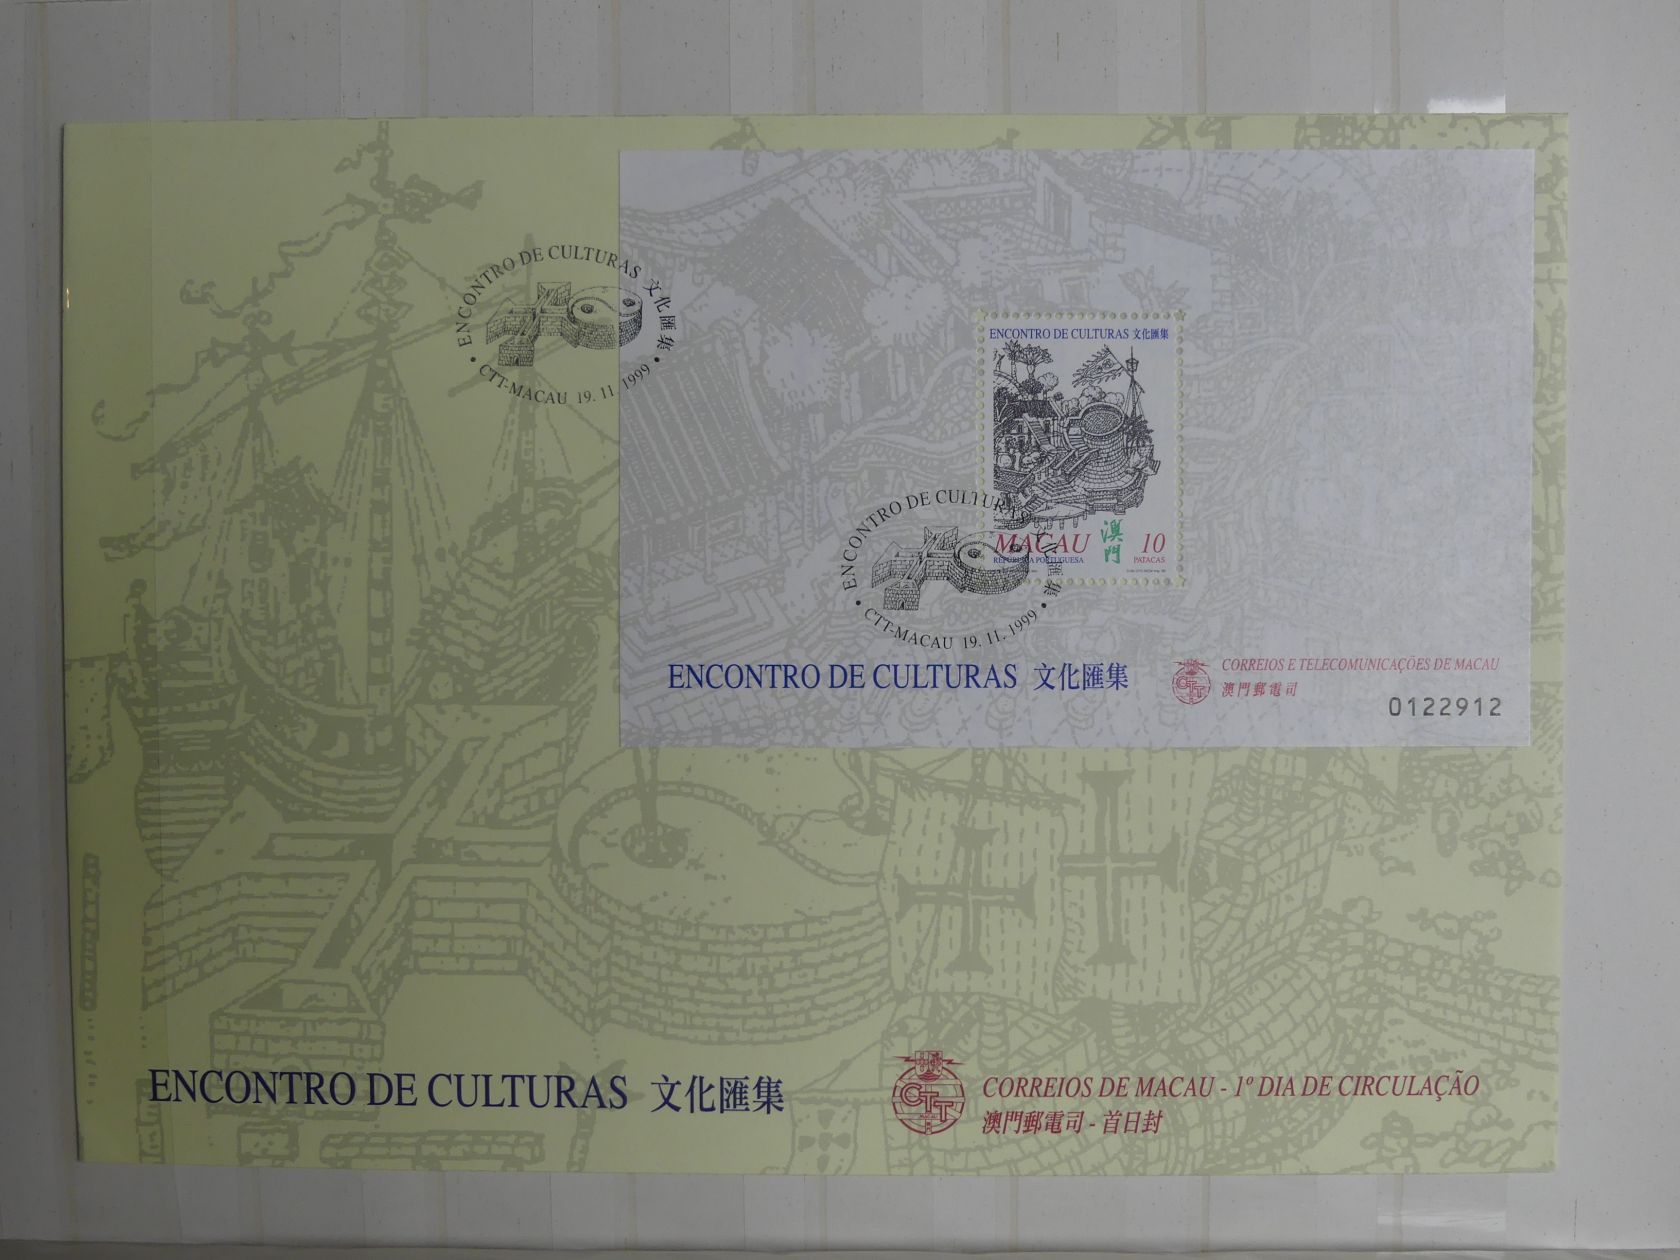 ENCONTRO DE CULTURAS 文化匯集
CTT-MACAU 19.11.1999
ENCONTRO DE CULTURAS 文化匯集
MACAU 澳門 10
REPÚBLICA PORTUGUESA PATACAS
ENCONTRO DE CULTURAS 文化匯集
CTT-MACAU 19.11.1999
ENCONTRO DE CULTURAS 文化匯集
CTT
CORREIOS E TELECOMUNICAÇÕES DE MACAU
澳門郵電司
0122912
ENCONTRO DE CULTURAS 文化匯集
CTT
CORREIOS DE MACAU - 1º DIA DE CIRCULAÇÃO
澳門郵電司 - 首日封